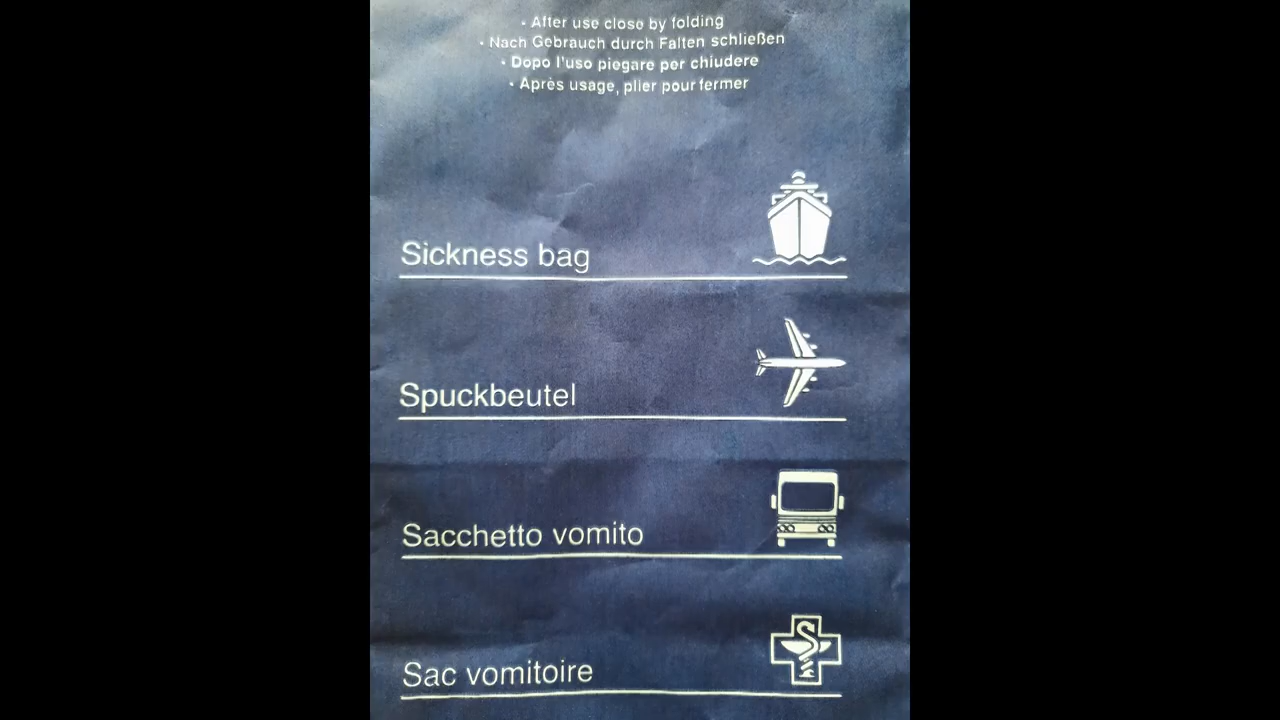 - After use close by folding
- Nach Gebrauch durch Falten schließen
- Dopo l'uso piegare per chiudere
- Après usage, plier pour fermer
Sickness bag
Spuckbeutel
Sacchetto vomito
Sac vomitoire